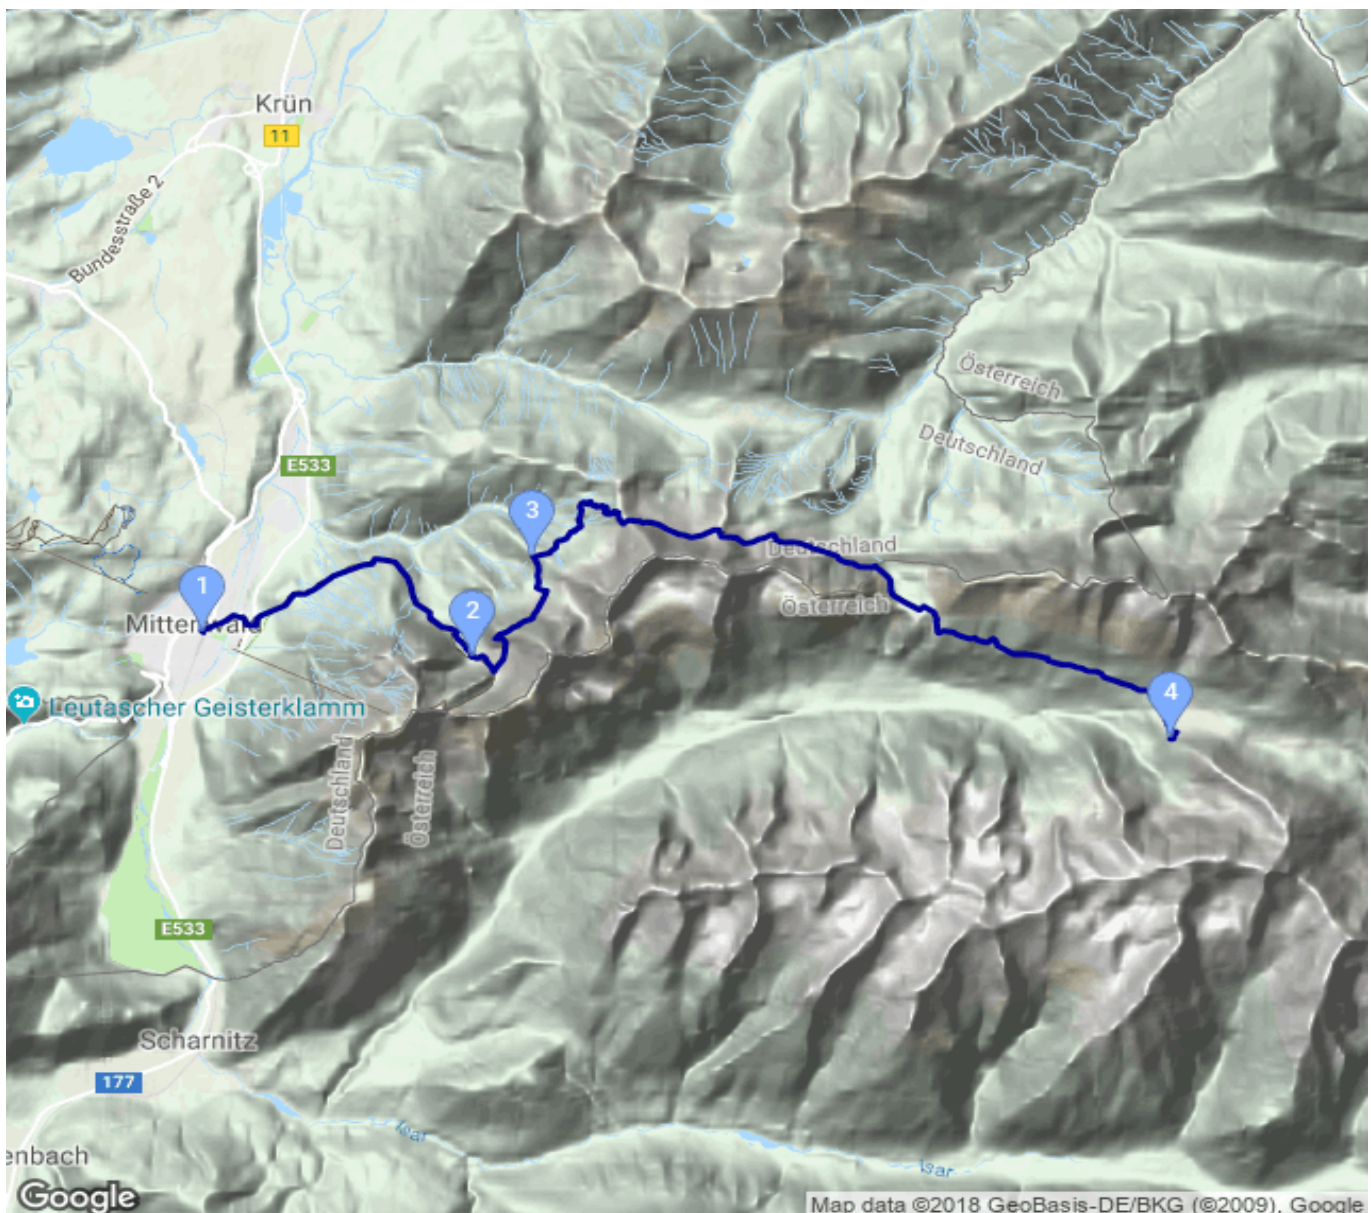 Krün
11
Bundesstraße 2
Österreich
Deutschland
E533
3
Deutschland
1
2
Österreich
Mittenwald
4
Leutascher Geisterklamm
Deutschland
Österreich
E533
Scharnitz
177
Isar
Isar
enbach
Google
Map data ©2018 GeoBasis-DE/BKG (©2009), Google